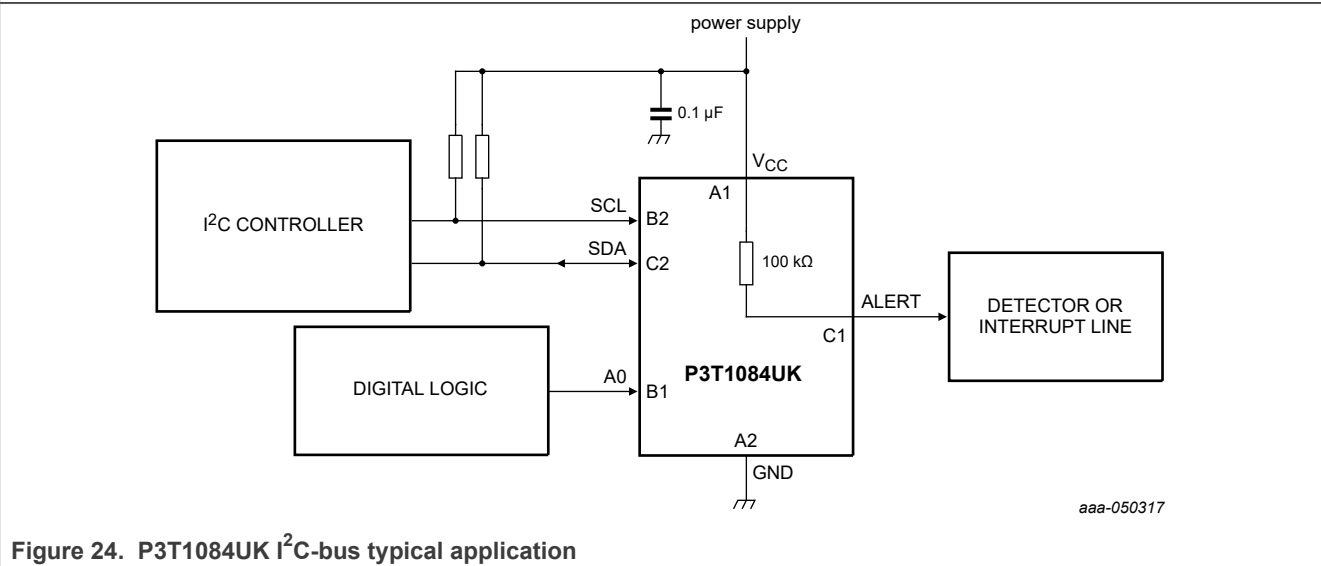 power supply
0.1 µF
VCC
A1
I2C CONTROLLER
SCL
B2
SDA
C2
100 kΩ
ALERT
C1
DETECTOR OR
INTERRUPT LINE
P3T1084UK
DIGITAL LOGIC
A0
B1
A2
GND
aaa-050317
Figure 24. P3T1084UK I2C-bus typical application